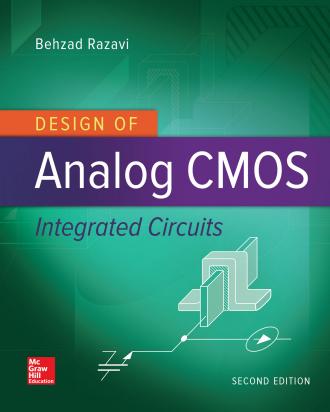 Behzad Razavi
DESIGN OF
Analog CMOS
Integrated Circuits
Mc
Graw
Hill
Education
SECOND EDITION